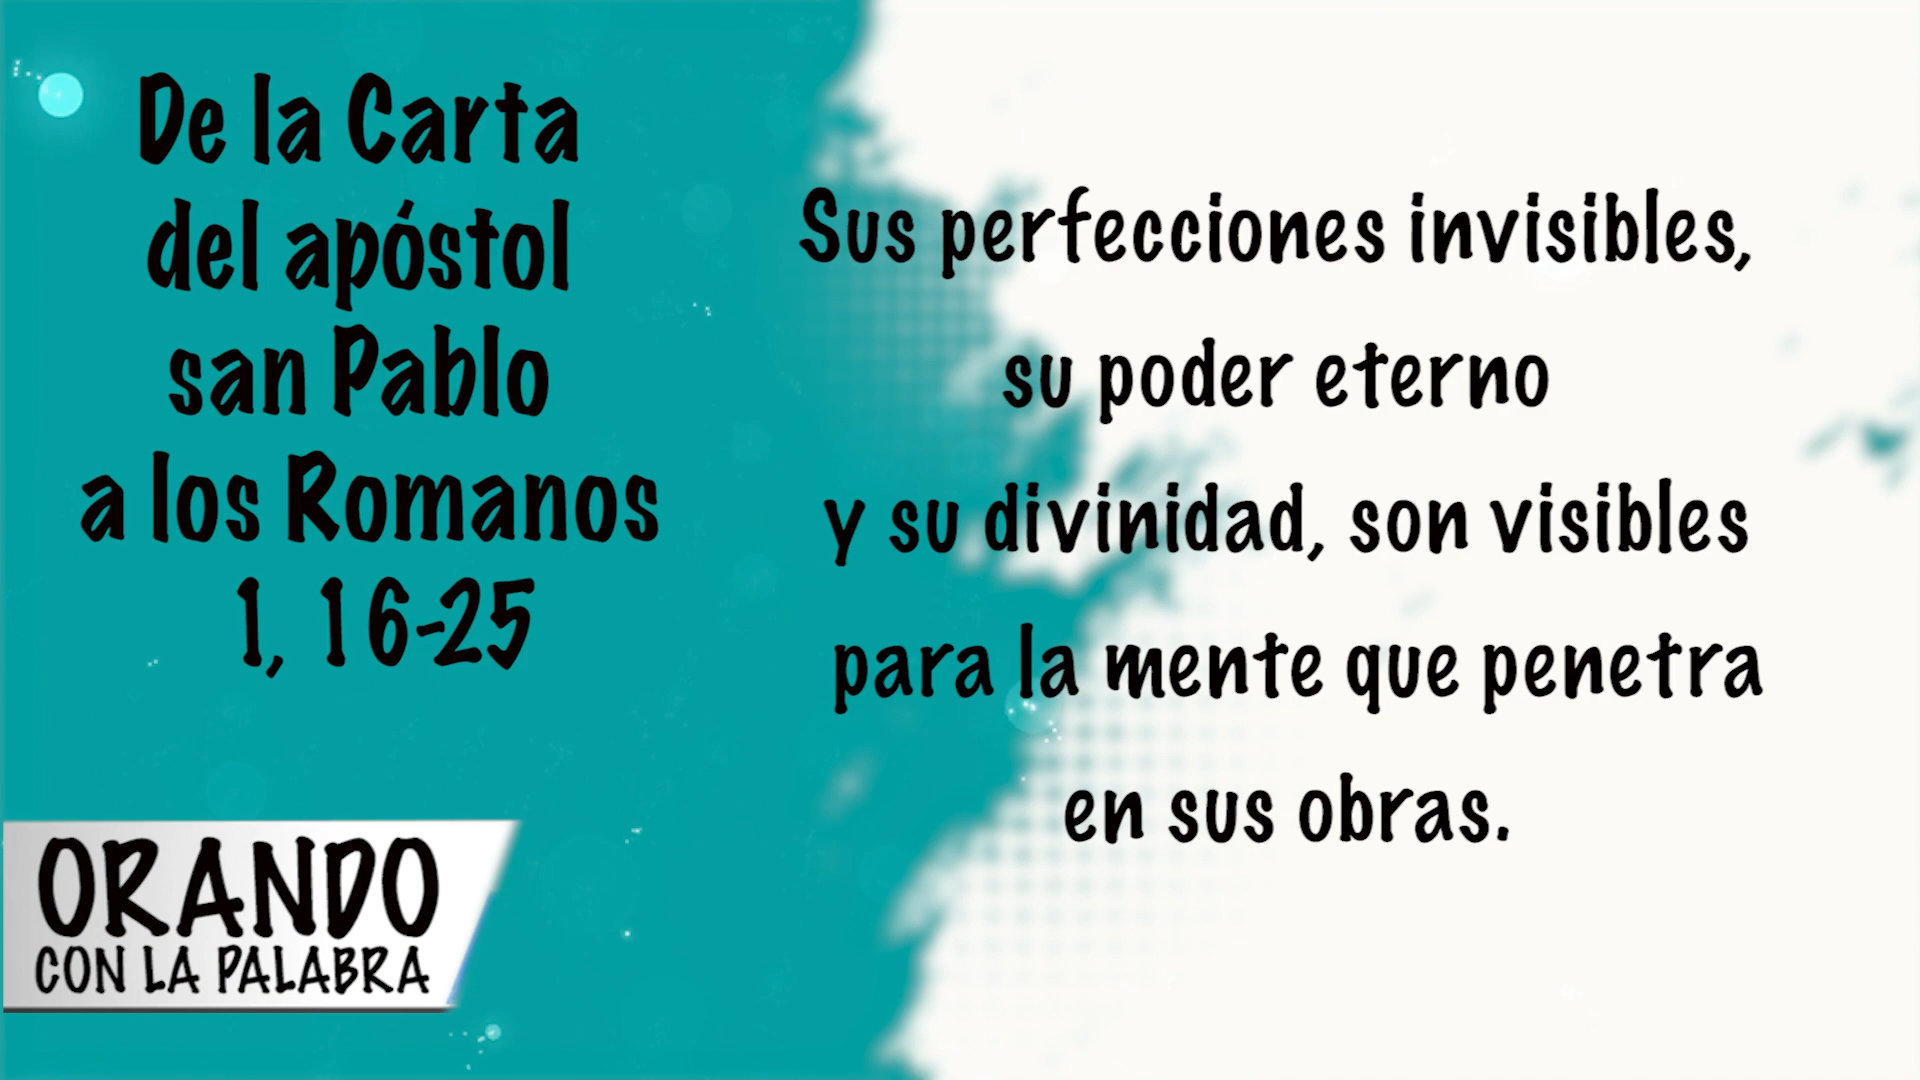 De la Carta
del apóstol
san Pablo
a los Romanos
1, 16-25
Sus perfecciones invisibles,
su poder eterno
y su divinidad, son visibles
para la mente que penetra
en sus obras.
ORANDO
CON LA PALABRA